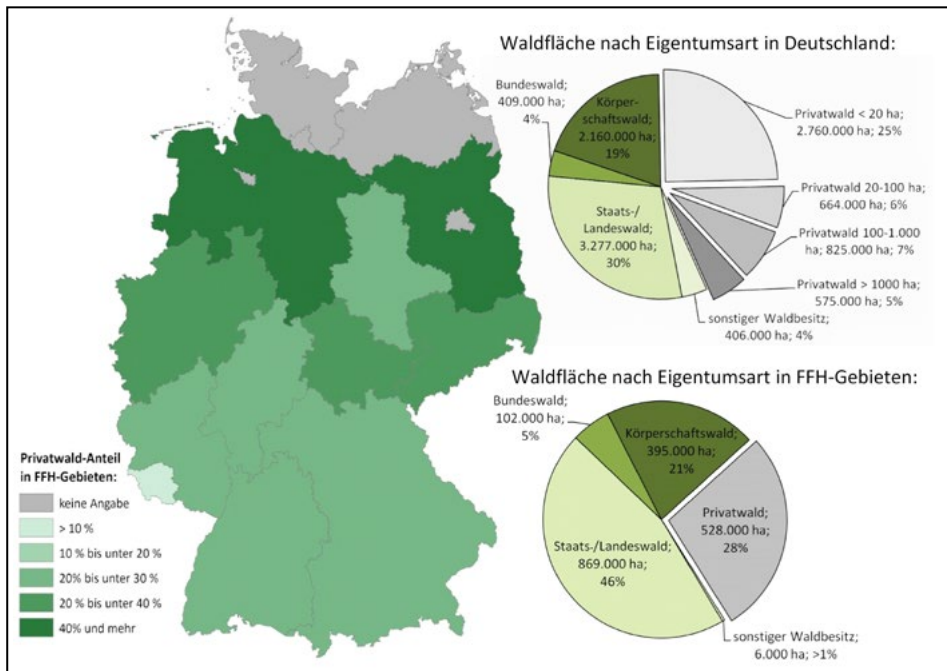 Waldfläche nach Eigentumsart in Deutschland:
Bundeswald;
409.000 ha;
4%
Körper-
schaftswald;
2.160.000 ha;
19%
Privatwald < 20 ha;
2.760.000 ha; 25%
Privatwald 20-100 ha;
664.000 ha; 6%
Privatwald 100-1.000
ha; 825.000 ha; 7%
Privatwald > 1000 ha;
575.000 ha; 5%
Staats-/
Landeswald;
3.277.000 ha;
30%
sonstiger Waldbesitz;
406.000 ha; 4%
Waldfläche nach Eigentumsart in FFH-Gebieten:
Bundeswald;
102.000 ha;
5%
Körperschaftswald;
395.000 ha;
21%
Privatwald;
528.000 ha;
28%
Staats-/Landeswald;
869.000 ha;
46%
sonstiger Waldbesitz;
6.000 ha; >1%
Privatwald-Anteil
in FFH-Gebieten:
keine Angabe
> 10 %
10 % bis unter 20 %
20% bis unter 30 %
20 % bis unter 40 %
40% und mehr